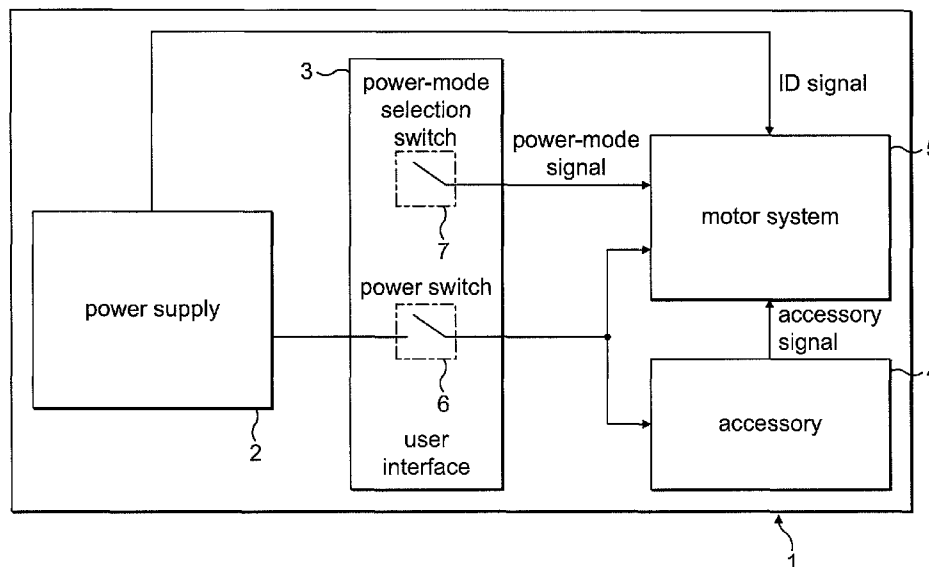 3
power-mode
selection
switch
7
power switch
6
user
interface
power supply
2
ID signal
power-mode
signal
motor system
5
accessory
signal
accessory
4
1